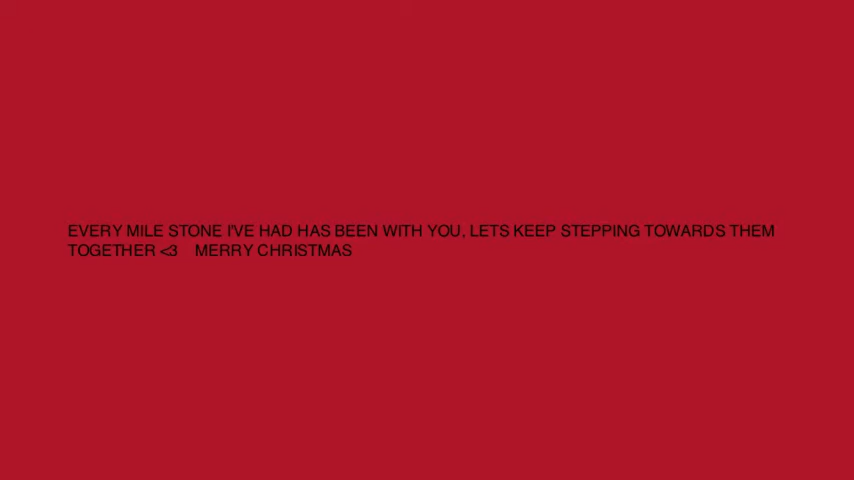 EVERY MILE STONE I'VE HAD HAS BEEN WITH YOU, LETS KEEP STEPPING TOWARDS THEM
TOGETHER <3    MERRY CHRISTMAS